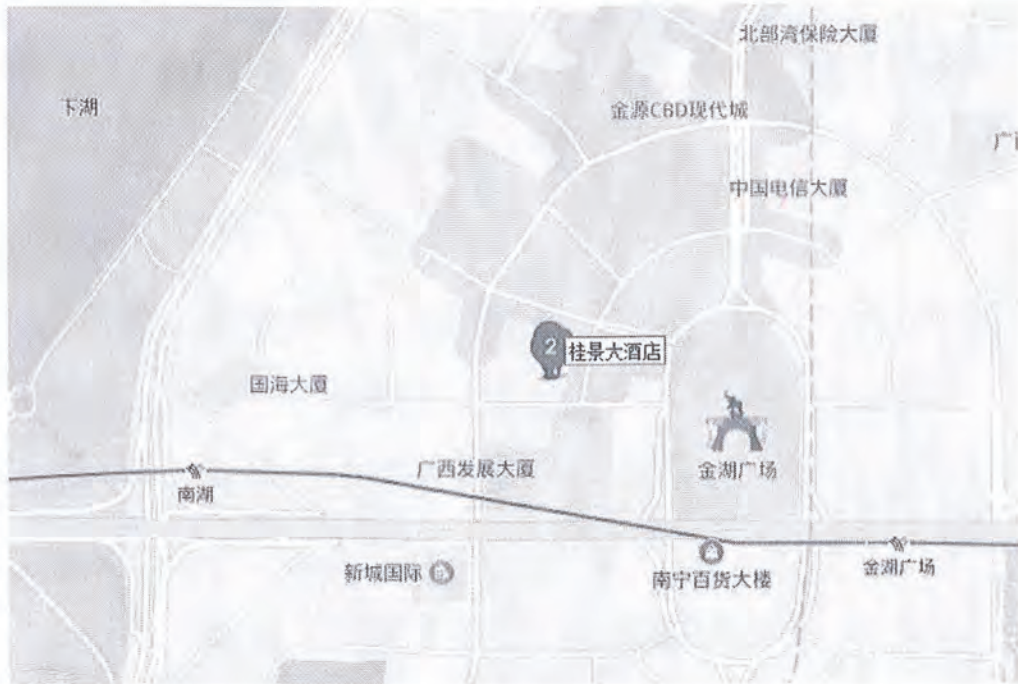 北部湾保险大厦
下湖
金源CBD现代城
中国电信大厦
2
桂景大酒店
国海大厦
广西发展大厦
金湖广场
南湖
新城国际
南宁百货大楼
金湖广场